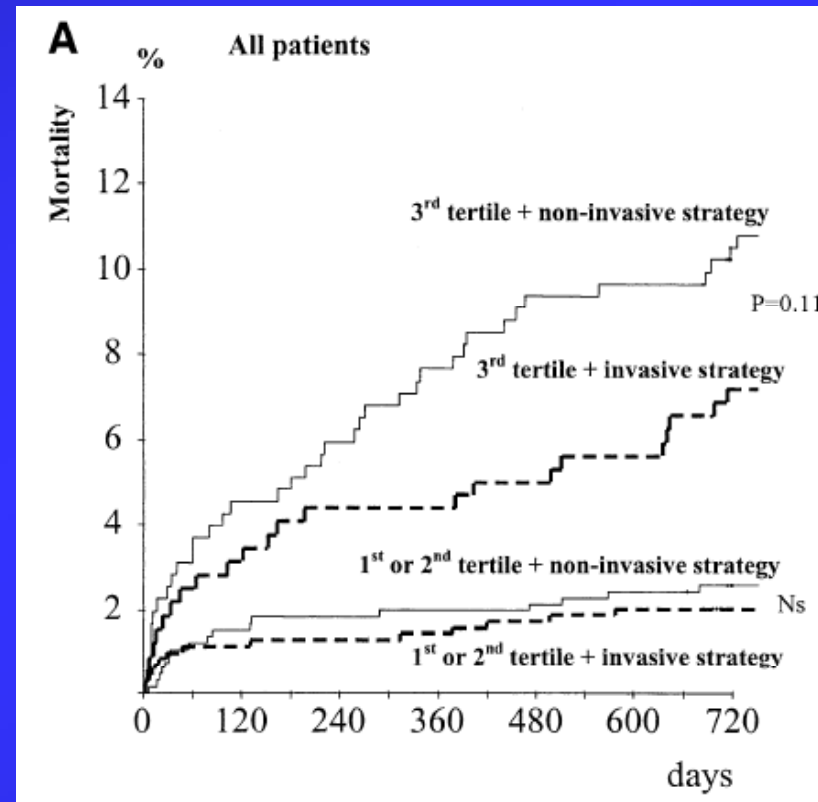 A
%
All patients
Mortality
14
12
10
8
6
4
2
3rd tertile + non-invasive strategy
P=0.11
3rd tertile + invasive strategy
1st or 2nd tertile + non-invasive strategy
Ns
1st or 2nd tertile + invasive strategy
0 120 240 360 480 600 720
days